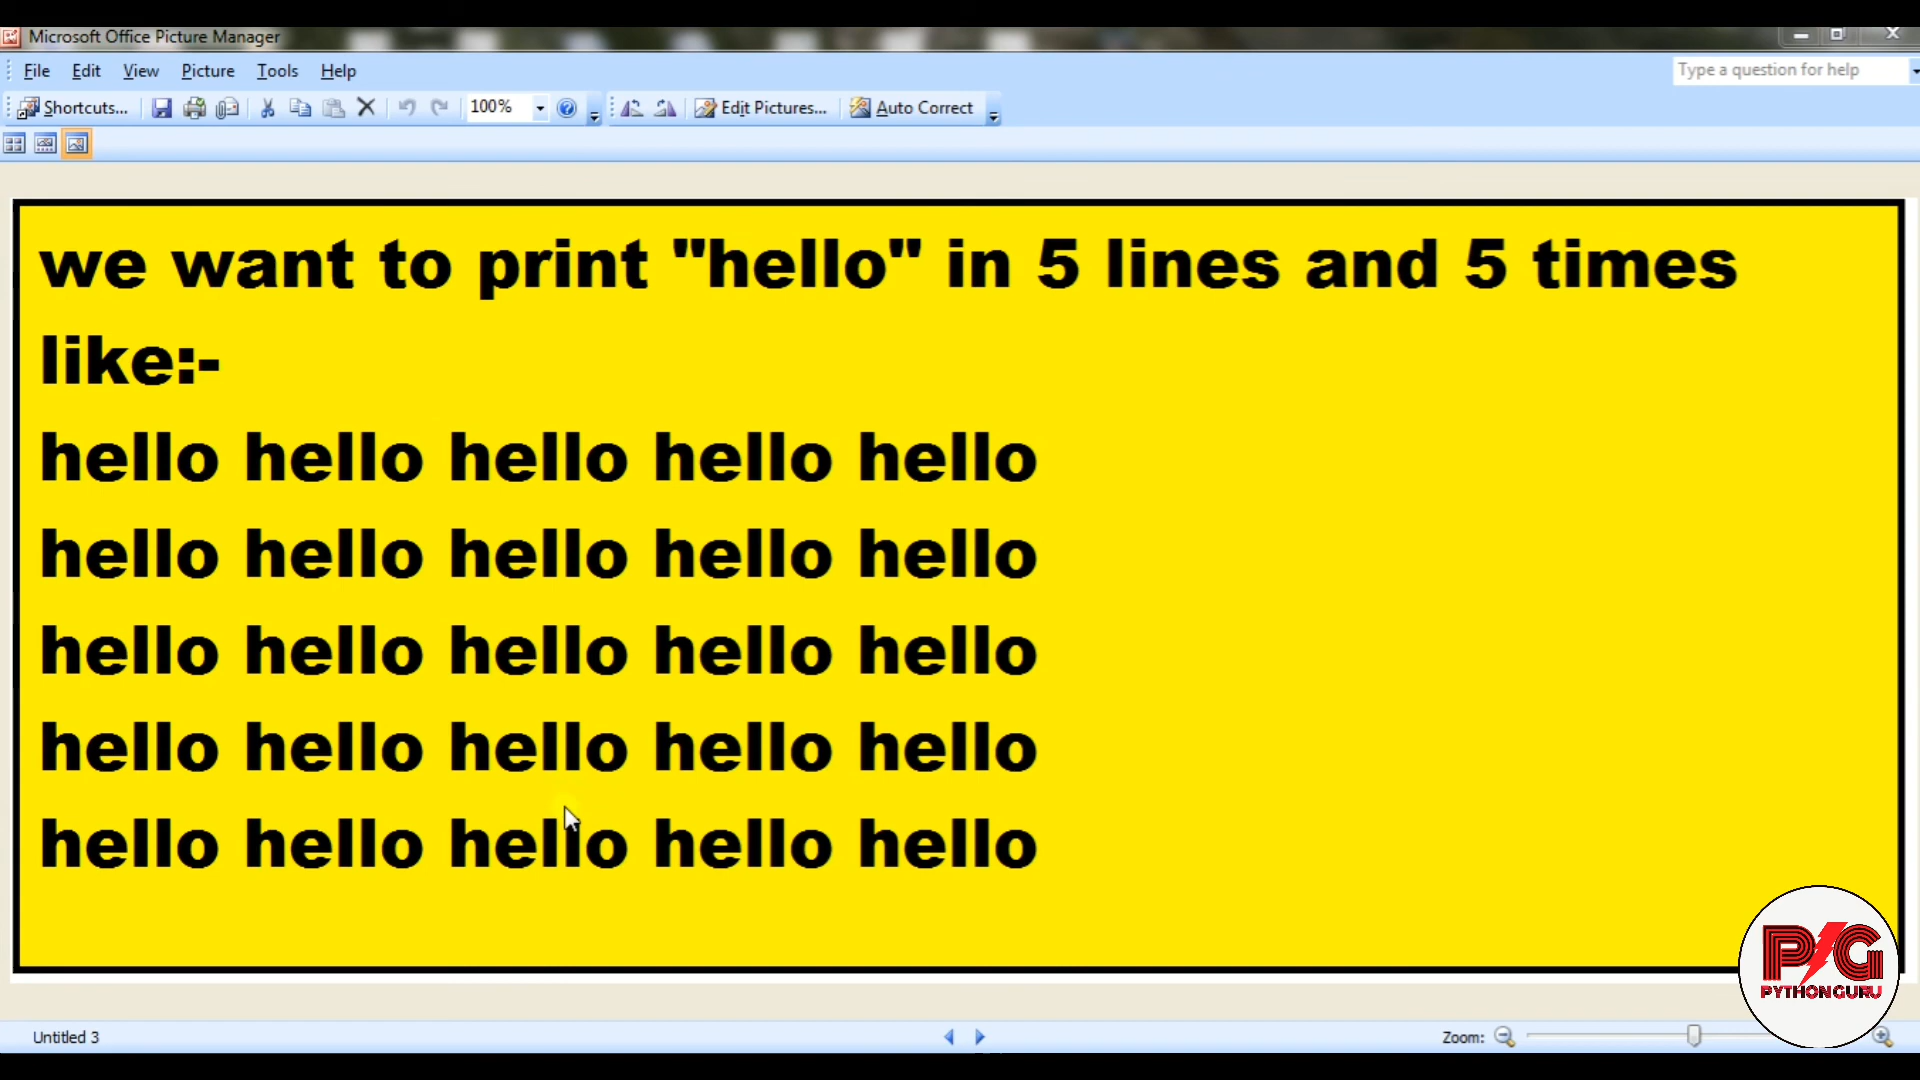 Microsoft Office Picture Manager
File Edit View Picture Tools Help
Type a question for help
Shortcuts... 100% Edit Pictures... Auto Correct
we want to print "hello" in 5 lines and 5 times
like:-
hello hello hello hello hello
hello hello hello hello hello
hello hello hello hello hello
hello hello hello hello hello
hello hello hello hello hello
PG
PYTHONGURU
Untitled 3
Zoom: